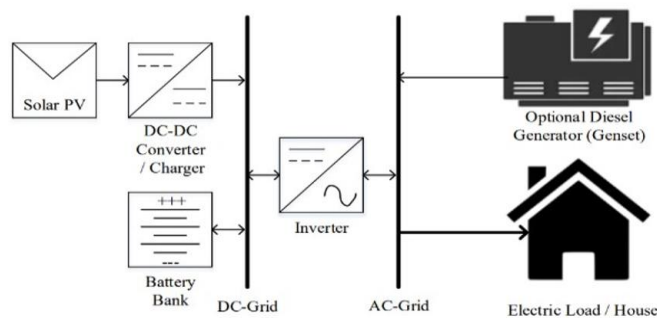 Solar PV
DC-DC
Converter
/ Charger
+++
---
Battery
Bank
DC-Grid
Inverter
AC-Grid
Optional Diesel
Generator (Genset)
Electric Load / House